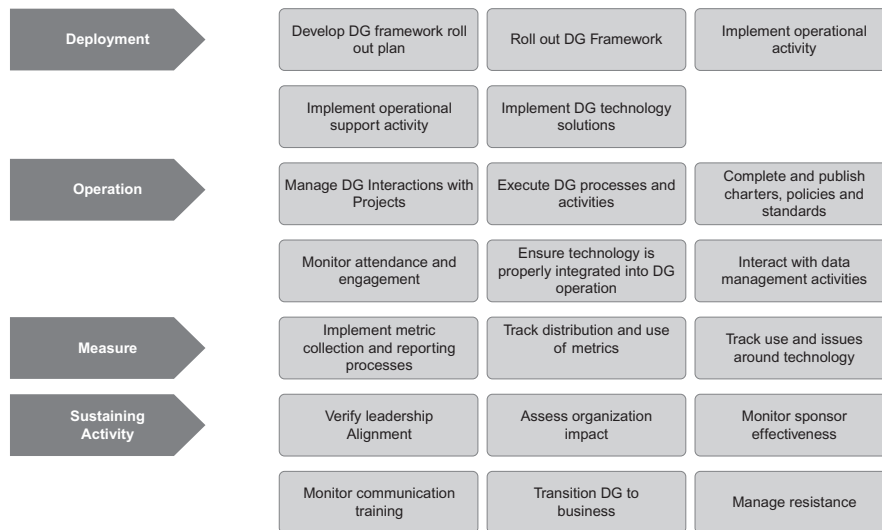 Deployment
Develop DG framework roll
out plan
Roll out DG Framework
Implement operational
activity
Implement operational
support activity
Implement DG technology
solutions
Operation
Manage DG Interactions with
Projects
Execute DG processes and
activities
Complete and publish
charters, policies and
standards
Monitor attendance and
engagement
Ensure technology is
properly integrated into DG
operation
Interact with data
management activities
Measure
Implement metric
collection and reporting
processes
Track distribution and use
of metrics
Track use and issues
around technology
Sustaining
Activity
Verify leadership
Alignment
Assess organization
impact
Monitor sponsor
effectiveness
Monitor communication
training
Transition DG to
business
Manage resistance